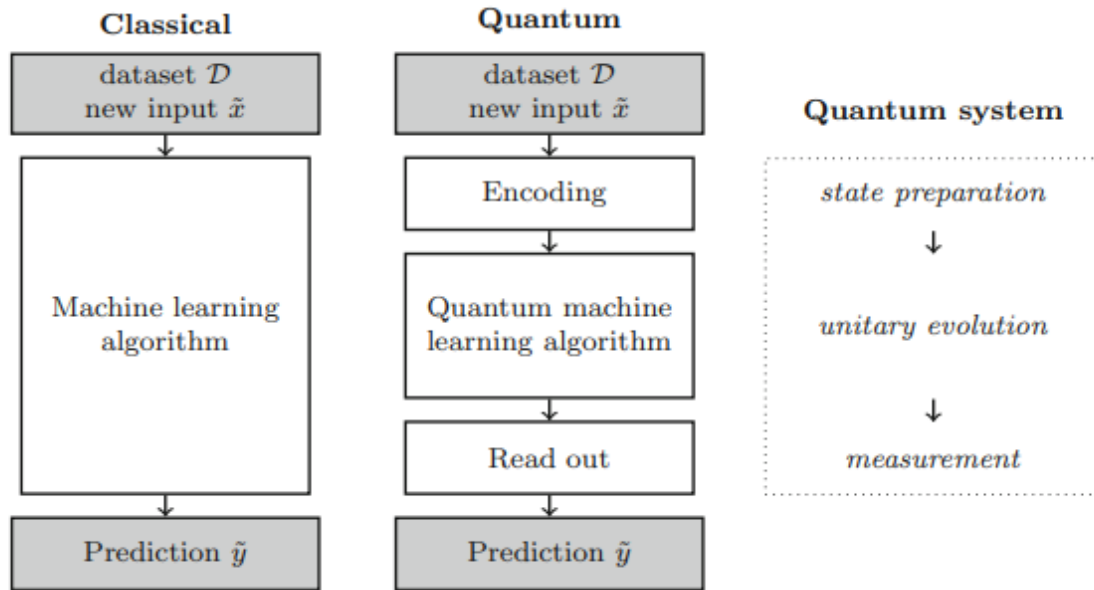 Classical
dataset 𝒟
new input x̃
Machine learning
algorithm
Prediction ỹ
Quantum
dataset 𝒟
new input x̃
Encoding
Quantum machine
learning algorithm
Read out
Prediction ỹ
Quantum system
state preparation
unitary evolution
measurement